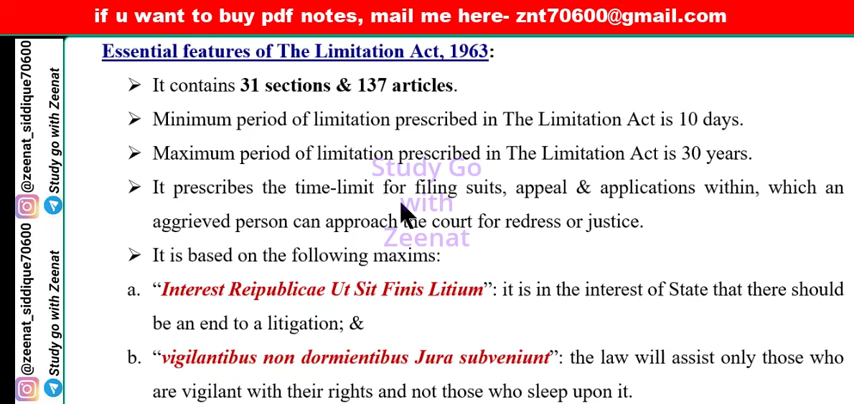 if u want to buy pdf notes, mail me here- znt70600@gmail.com
Essential features of The Limitation Act, 1963:
➢ It contains 31 sections & 137 articles.
➢ Minimum period of limitation prescribed in The Limitation Act is 10 days.
➢ Maximum period of limitation prescribed in The Limitation Act is 30 years.
➢ It prescribes the time-limit for filing suits, appeal & applications within, which an
aggrieved person can approach the court for redress or justice.
➢ It is based on the following maxims:
a. “Interest Reipublicae Ut Sit Finis Litium”: it is in the interest of State that there should
be an end to a litigation; &
b. “vigilantibus non dormientibus Jura subveniunt”: the law will assist only those who
are vigilant with their rights and not those who sleep upon it.
Study Go
with
Zeenat
@zeenat_siddique70600
Study go with Zeenat
@zeenat_siddique70600
Study go with Zeenat